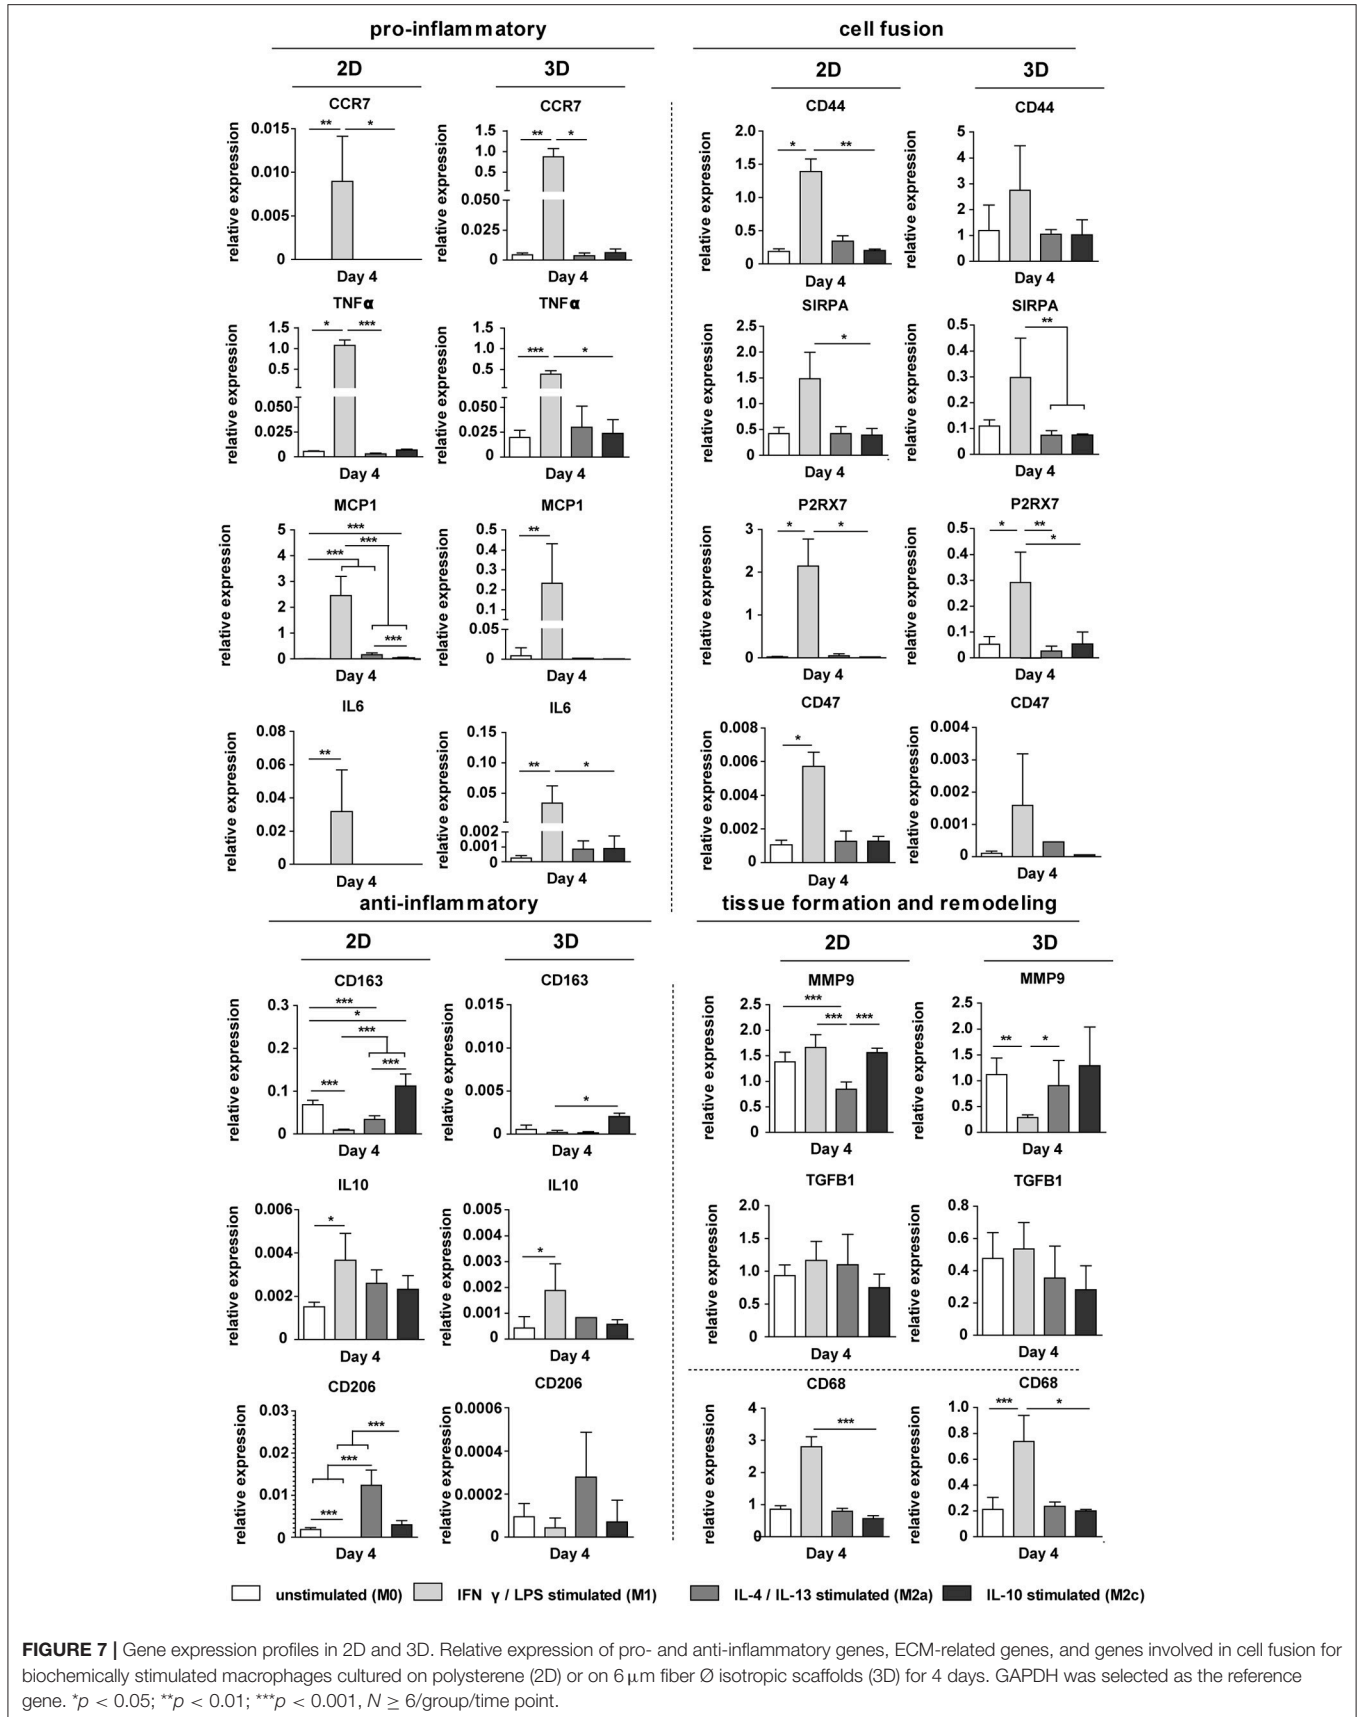 pro-inflammatory
2D
3D
CCR7
relative expression
0.015
0.010
0.005
0
**
*
Day 4
CCR7
relative expression
1.5
1.0
0.5
0.050
0.025
0
**
*
Day 4
TNFα
relative expression
1.5
1.0
0.5
0.050
0.025
0
*
***
Day 4
TNFα
relative expression
1.5
1.0
0.5
0.050
0.025
0
***
*
Day 4
MCP1
relative expression
5
4
3
2
1
0
***
***
***
***
Day 4
MCP1
relative expression
0.5
0.4
0.3
0.2
0.1
0.05
0
**
Day 4
IL6
relative expression
0.08
0.06
0.04
0.02
0
**
Day 4
IL6
relative expression
0.15
0.10
0.05
0.002
0.001
0
**
*
Day 4
cell fusion
2D
3D
CD44
relative expression
2.0
1.5
1.0
0.5
0
*
**
Day 4
CD44
relative expression
5
4
3
2
1
0
Day 4
SIRPA
relative expression
2.5
2.0
1.5
1.0
0.5
0
*
Day 4
SIRPA
relative expression
0.5
0.4
0.3
0.2
0.1
0
**
Day 4
P2RX7
relative expression
3
2
1
0
*
*
Day 4
P2RX7
relative expression
0.5
0.4
0.3
0.2
0.1
0
*
**
*
Day 4
CD47
relative expression
0.008
0.006
0.004
0.002
0
*
Day 4
CD47
relative expression
0.004
0.003
0.002
0.001
0
Day 4
anti-inflammatory
2D
3D
CD163
relative expression
0.3
0.2
0.1
0
***
*
***
***
***
Day 4
CD163
relative expression
0.015
0.010
0.005
0
*
Day 4
IL10
relative expression
0.006
0.004
0.002
0
*
Day 4
IL10
relative expression
0.005
0.004
0.003
0.002
0.001
0
*
Day 4
CD206
relative expression
0.03
0.02
0.01
0
***
***
***
Day 4
CD206
relative expression
0.0006
0.0004
0.0002
0
Day 4
tissue formation and remodeling
2D
3D
MMP9
relative expression
2.5
2.0
1.5
1.0
0.5
0
***
***
***
Day 4
MMP9
relative expression
2.5
2.0
1.5
1.0
0.5
0
**
*
Day 4
TGFB1
relative expression
2.0
1.5
1.0
0.5
0
Day 4
TGFB1
relative expression
0.8
0.6
0.4
0.2
0
Day 4
CD68
relative expression
4
3
2
1
0
***
Day 4
CD68
relative expression
1.0
0.8
0.6
0.4
0.2
0
***
*
Day 4
unstimulated (M0)
IFN γ / LPS stimulated (M1)
IL-4 / IL-13 stimulated (M2a)
IL-10 stimulated (M2c)
FIGURE 7 | Gene expression profiles in 2D and 3D. Relative expression of pro- and anti-inflammatory genes, ECM-related genes, and genes involved in cell fusion for
biochemically stimulated macrophages cultured on polysterene (2D) or on 6 μm fiber Ø isotropic scaffolds (3D) for 4 days. GAPDH was selected as the reference
gene. *p < 0.05; **p < 0.01; ***p < 0.001, N ≥ 6/group/time point.